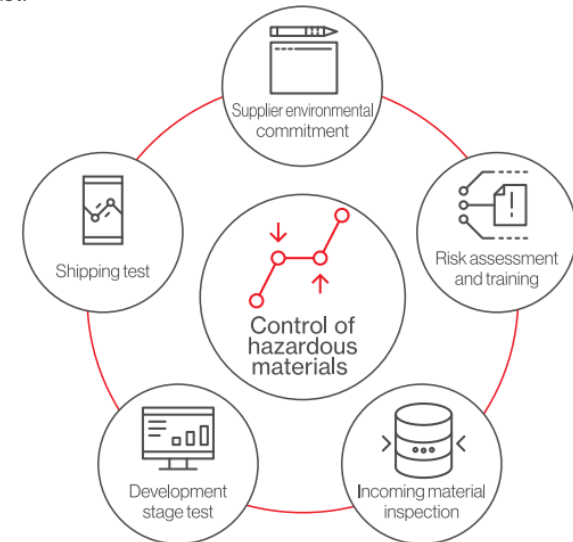 Supplier environmental
commitment
Risk assessment
and training
Incoming material
inspection
Development
stage test
Shipping test
Control of
hazardous
materials